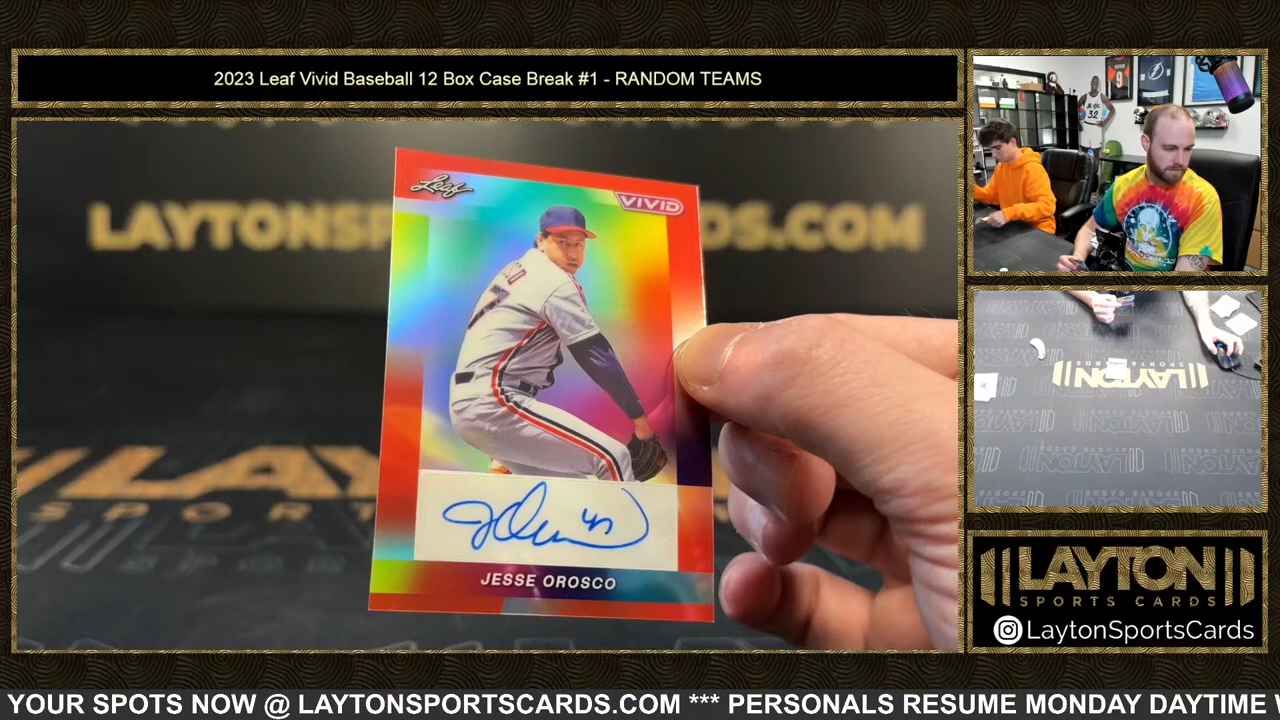 2023 Leaf Vivid Baseball 12 Box Case Break #1 - RANDOM TEAMS
LAYTONSPORTSCARDS.COM
Leaf
VIVID
JESSE OROSCO
LAYTON
LAYTON
SPORTS CARDS
LaytonSportsCards
YOUR SPOTS NOW @ LAYTONSPORTSCARDS.COM *** PERSONALS RESUME MONDAY DAYTIME